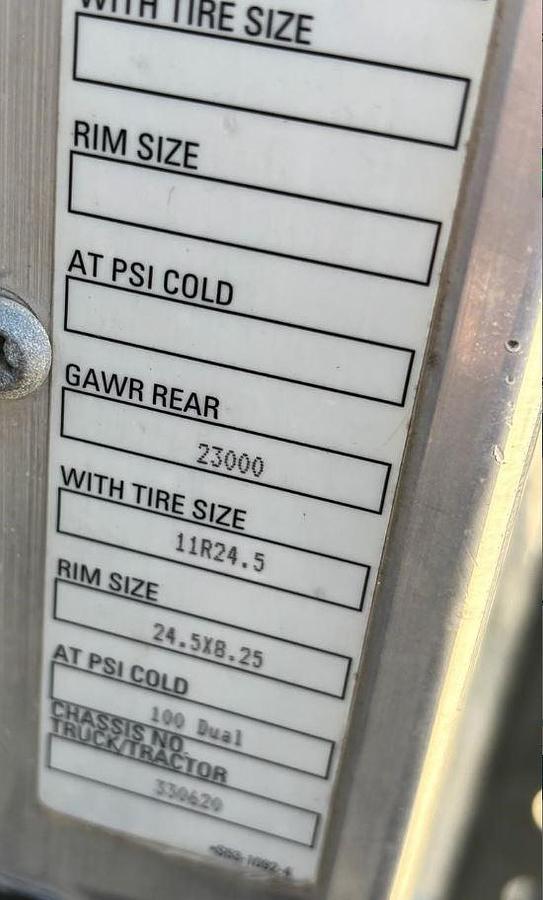 WITH TIRE SIZE
RIM SIZE
AT PSI COLD
GAWR REAR
23000
WITH TIRE SIZE
11R24.5
RIM SIZE
24.5X8.25
AT PSI COLD
100 Dual
CHASSIS NO.
TRUCK/TRACTOR
330620